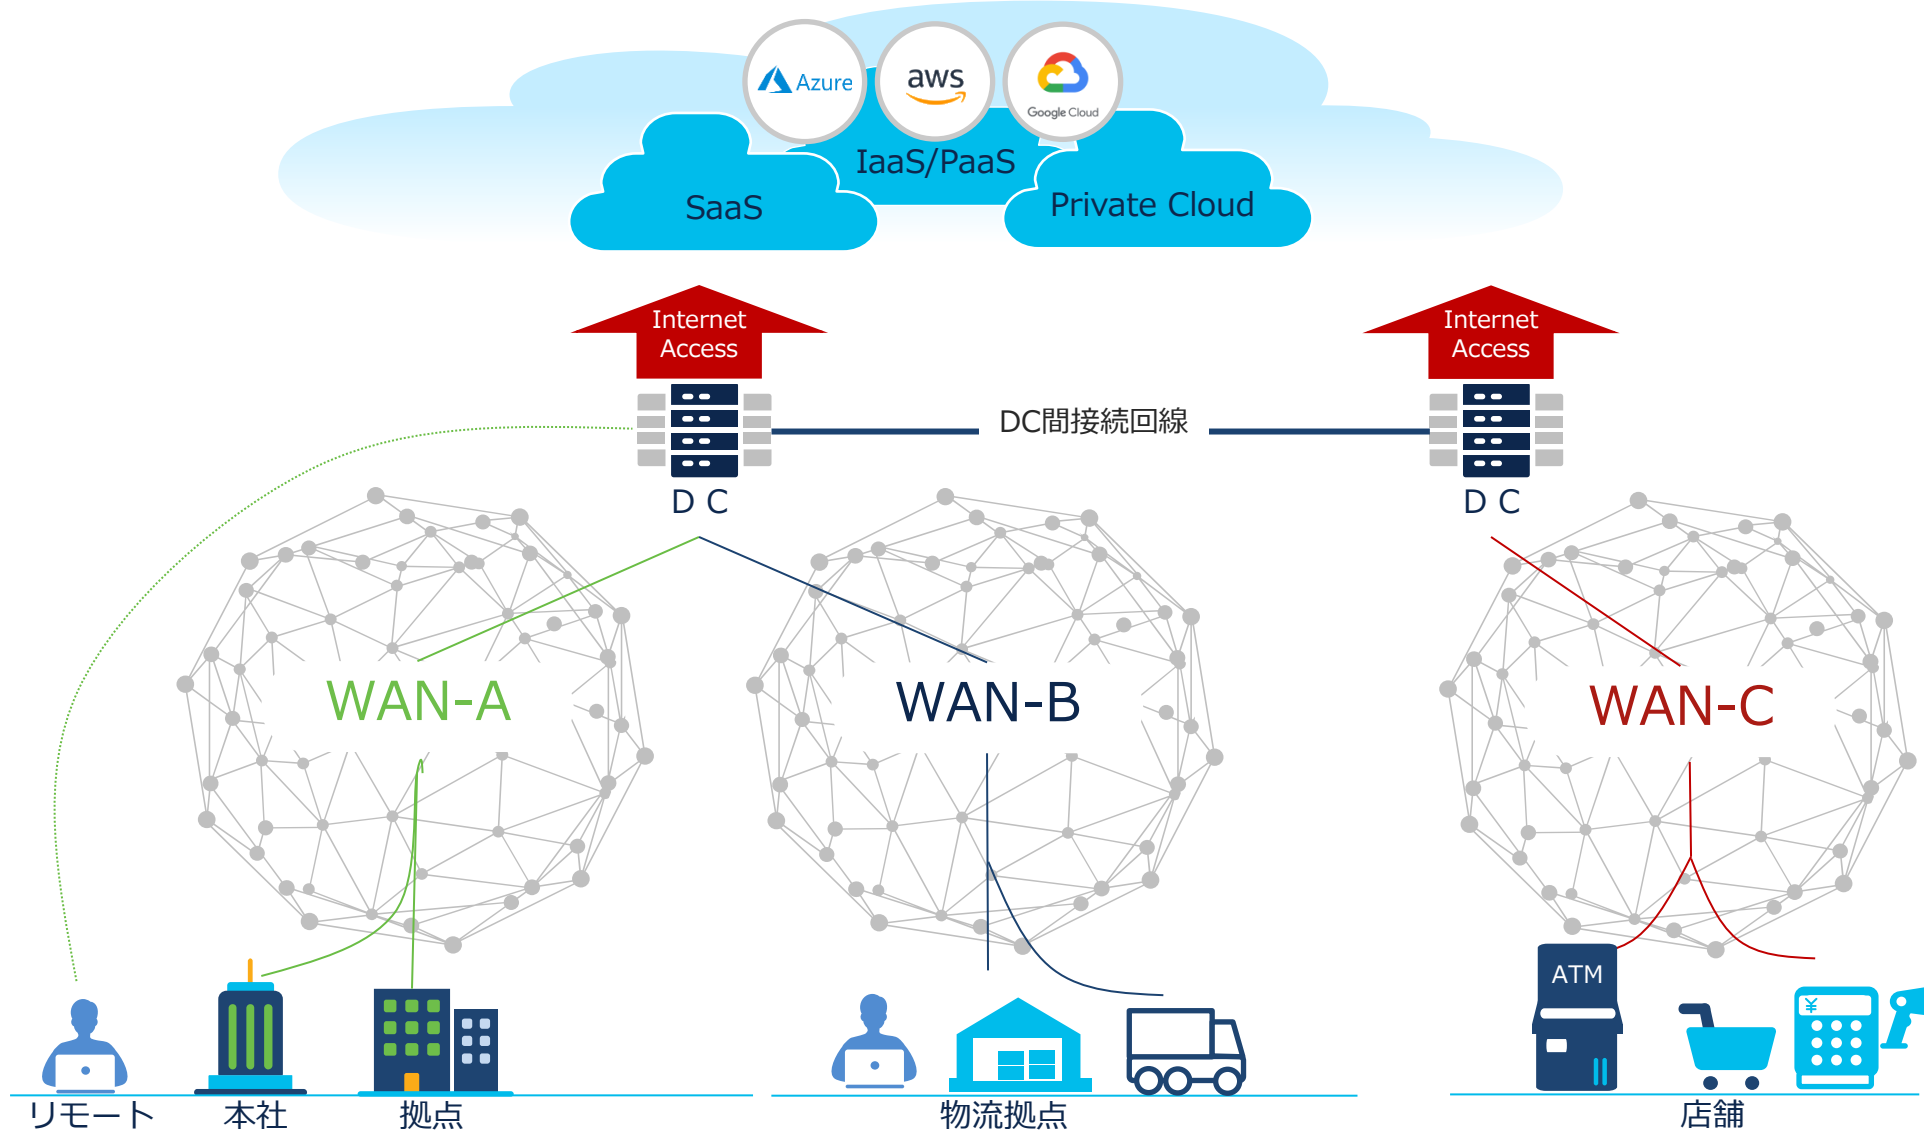 Azure
aws
Google Cloud
IaaS/PaaS
SaaS
Private Cloud
Internet
Access
Internet
Access
DC間接続回線
D C
D C
WAN-A
WAN-B
WAN-C
ATM
¥
リモート
本社
拠点
物流拠点
店舗